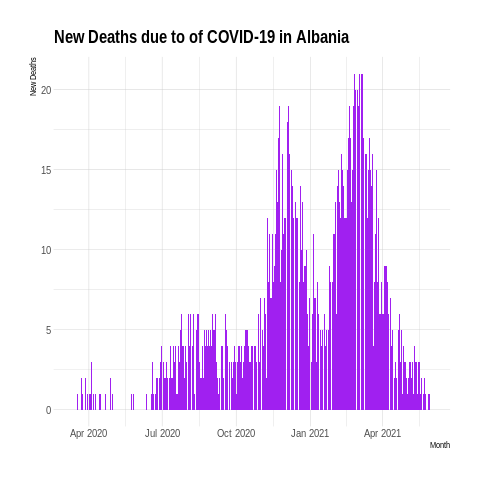 New Deaths due to of COVID-19 in Albania
New Deaths
20
15
10
5
0
Apr 2020 Jul 2020 Oct 2020 Jan 2021 Apr 2021
Month